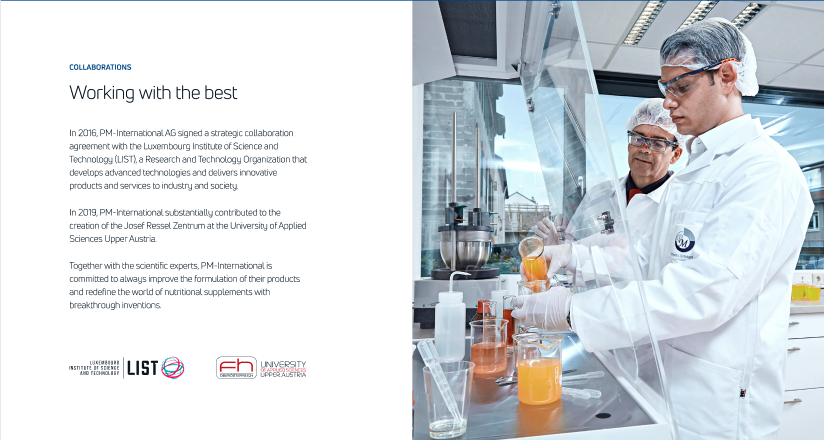 COLLABORATIONS
Working with the best
In 2016, PM-International AG signed a strategic collaboration
agreement with the Luxembourg Institute of Science and
Technology (LIST), a Research and Technology Organization that
develops advanced technologies and delivers innovative
products and services to industry and society.
In 2019, PM-International substantially contributed to the
creation of the Josef Ressel Zentrum at the University of Applied
Sciences Upper Austria.
Together with the scientific experts, PM-International is
committed to always improve the formulation of their products
and redefine the world of nutritional supplements with
breakthrough inventions.
LUXEMBOURG
INSTITUTE OF SCIENCE
AND TECHNOLOGY
LIST
fh
OBERÖSTERREICH
UNIVERSITY
OF APPLIED SCIENCES
UPPER AUSTRIA
PM